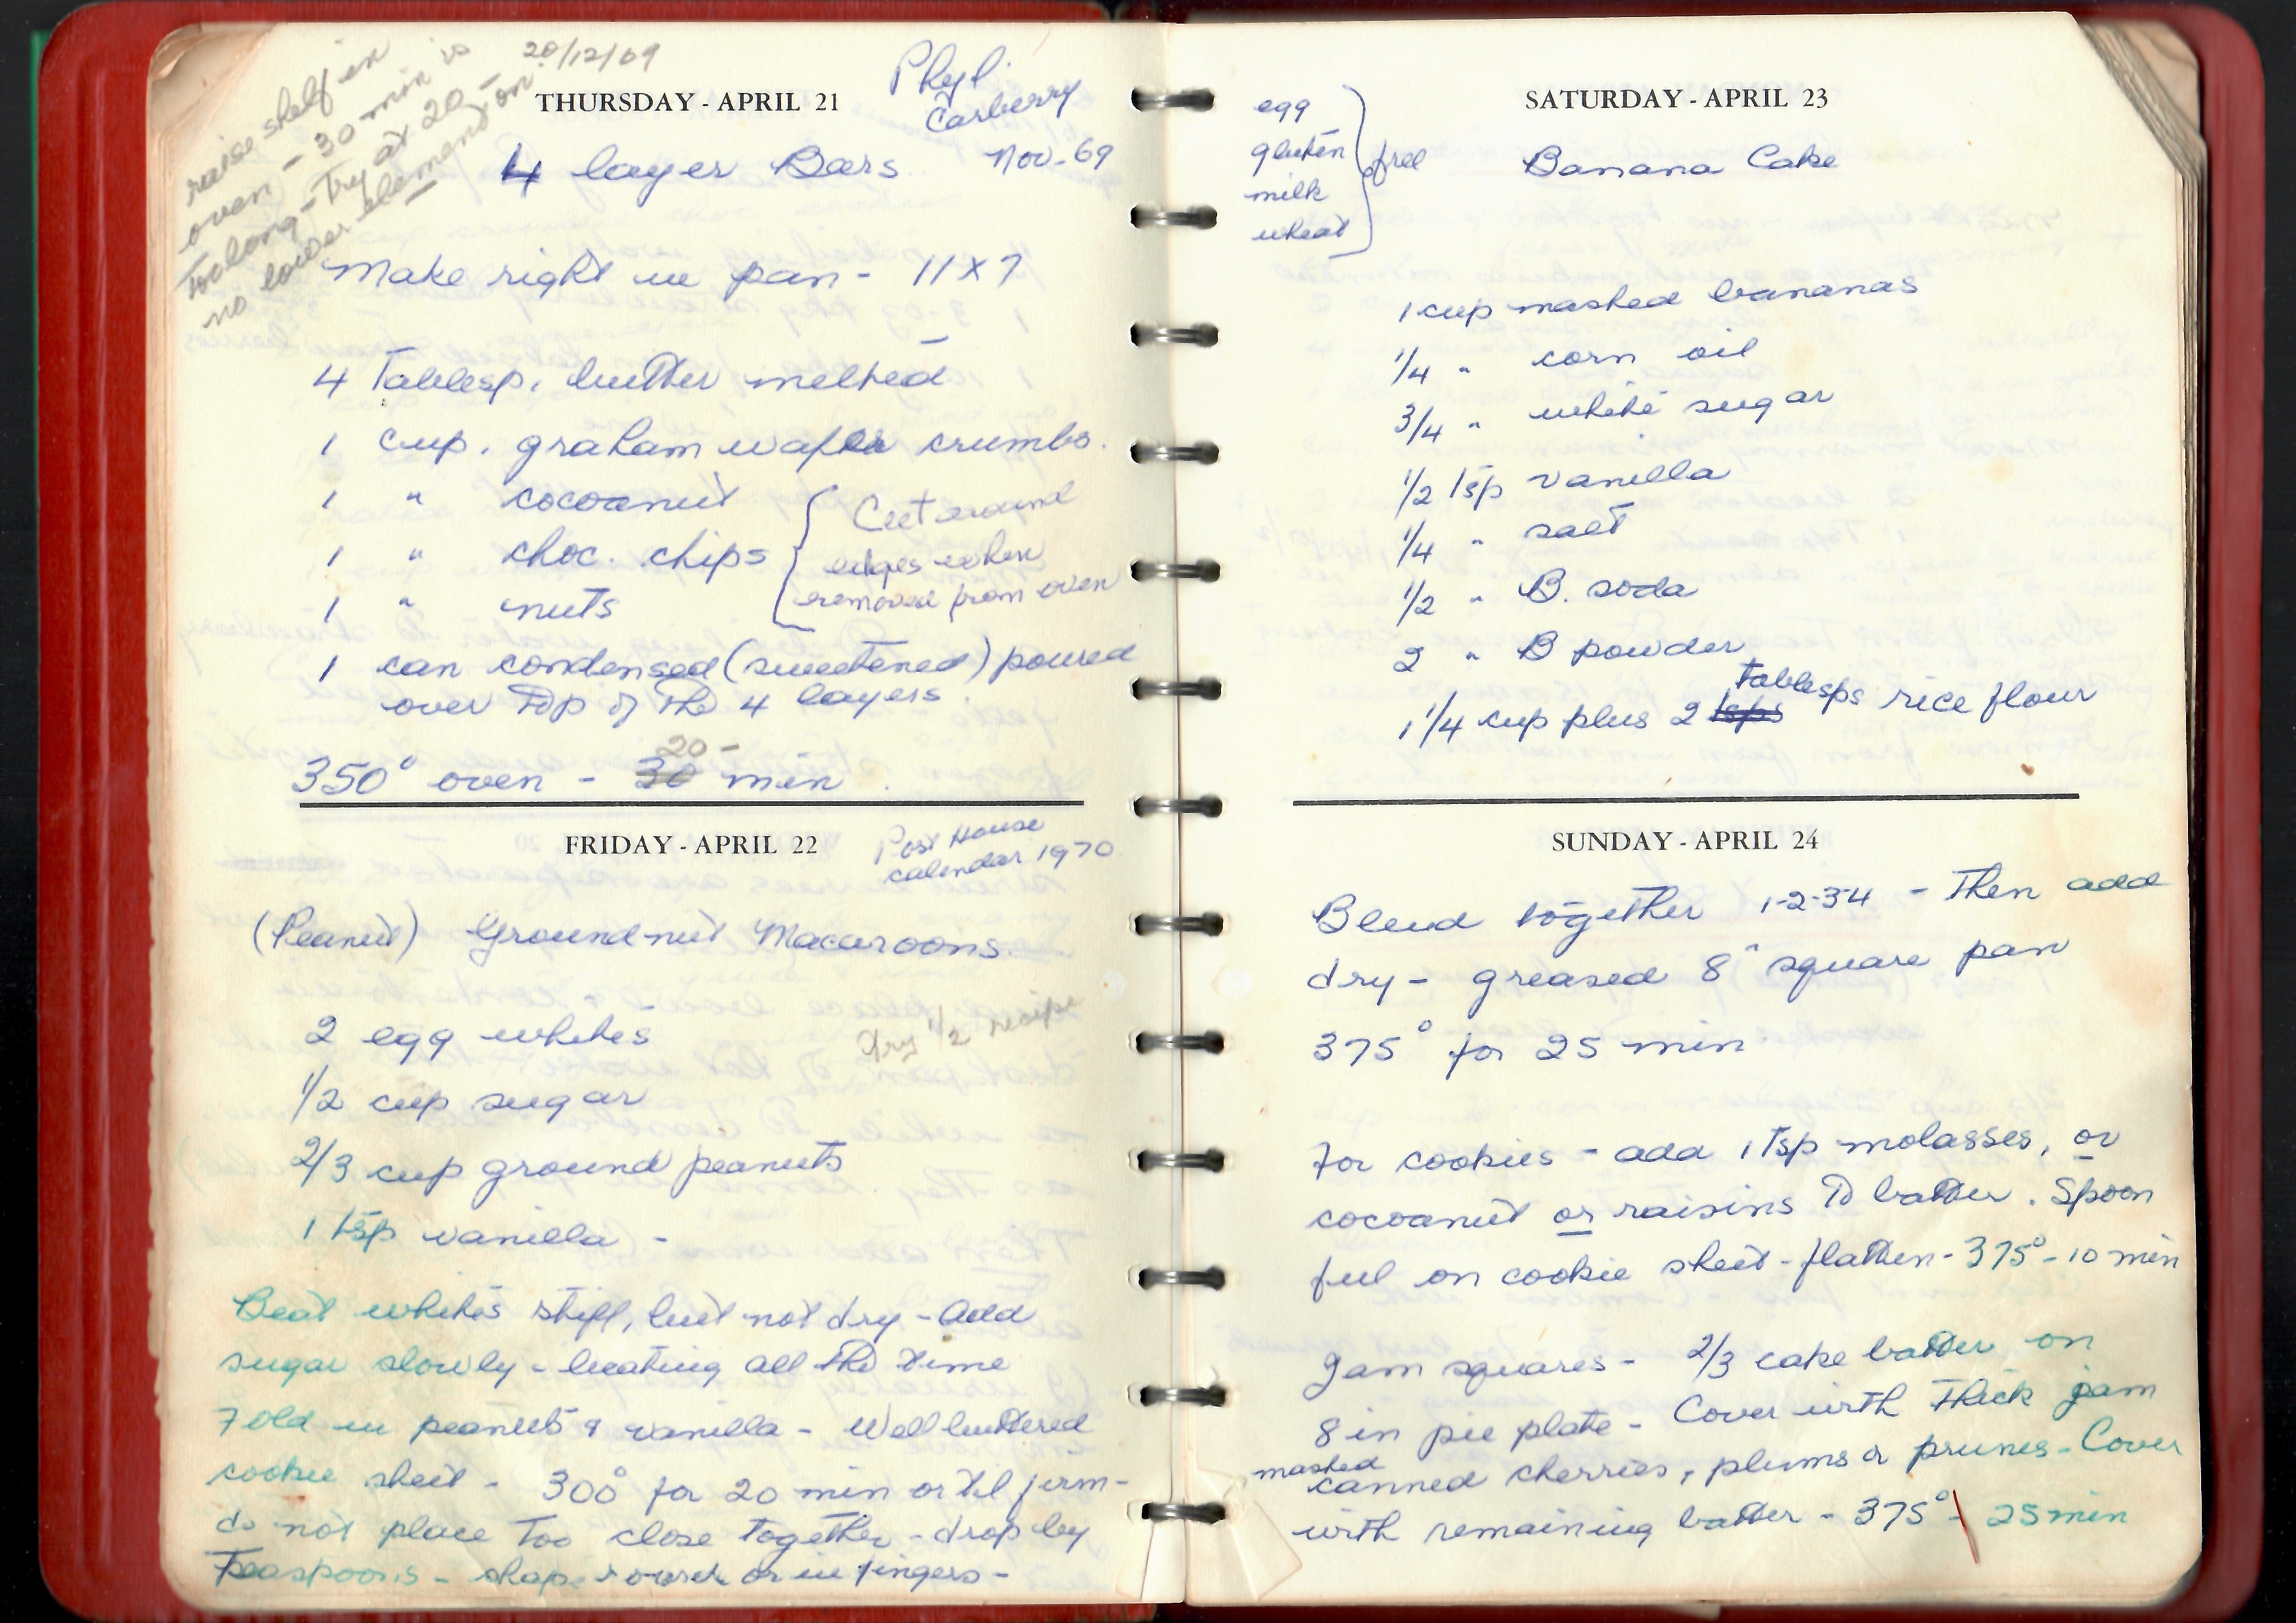 raise shelf in
oven - 30 min is
too long - Try at 20 -
no lower element on.
20/12/69
THURSDAY - APRIL 21
Phyl.
Carberry
Nov - 69
4 layer Bars
Make right in pan - 11 X 7
4 Tablesp. butter melted
1 cup. graham wafer crumbs.
1 " cocoanut
1 " choc. chips
1 " nuts
Cut around
edges when
removed from oven
1 can condensed (sweetened) poured
over top of the 4 layers.
20 -
350° oven - 30 min.
FRIDAY - APRIL 22
Post House
calendar 1970
(Peanut) Groundnut Macaroons.
Try 1/2 recipe
2 egg whites
1/2 cup sugar
2/3 cup ground peanuts
1 tsp vanilla -
Beat whites stiff, but not dry - add
sugar slowly - beating all the time
Fold in peanuts & vanilla - Well buttered
cookie sheet - 300° for 20 min or til firm -
do not place too close together - drop by
Teaspoons - shape or in fingers -
SATURDAY - APRIL 23
egg
gluten
milk
wheat
free
Banana Cake
1 cup mashed bananas
1/4 " corn oil
3/4 " white sugar
1/2 tsp vanilla
1/4 " salt
1/2 " B. soda
2 " B powder
Tablesps
1 1/4 cup plus 2 tsps rice flour
SUNDAY - APRIL 24
Blend together 1-2-3-4 - Then add
dry - greased 8" square pan
375° for 25 min.
For cookies - add 1 Tsp molasses, or
cocoanut or raisins to batter. Spoon
ful on cookie sheet - flatten - 375° - 10 min
Jam squares - 2/3 cake batter on
8 in pie plate - Cover with thick jam
mashed
canned cherries, plums or prunes - Cover
with remaining batter - 375° - 25 min